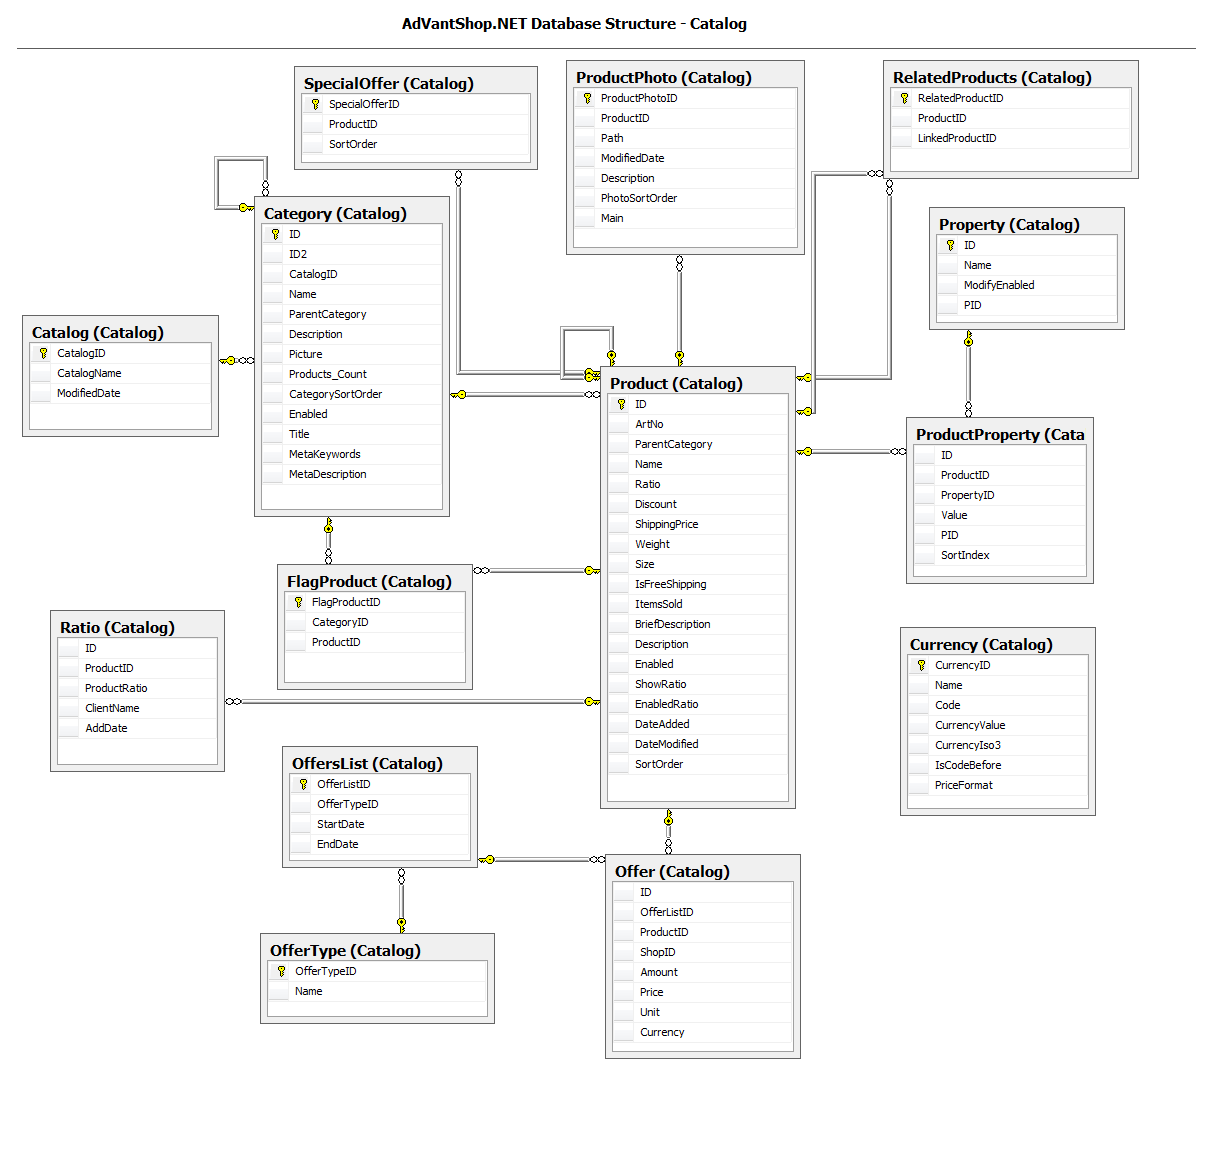 AdVantShop.NET Database Structure - Catalog
SpecialOffer (Catalog)
SpecialOfferID
ProductID
SortOrder
ProductPhoto (Catalog)
ProductPhotoID
ProductID
Path
ModifiedDate
Description
PhotoSortOrder
Main
RelatedProducts (Catalog)
RelatedProductID
ProductID
LinkedProductID
Category (Catalog)
ID
ID2
CatalogID
Name
ParentCategory
Description
Picture
Products_Count
CategorySortOrder
Enabled
Title
MetaKeywords
MetaDescription
Property (Catalog)
ID
Name
ModifyEnabled
PID
Catalog (Catalog)
CatalogID
CatalogName
ModifiedDate
Product (Catalog)
ID
ArtNo
ParentCategory
Name
Ratio
Discount
ShippingPrice
Weight
Size
IsFreeShipping
ItemsSold
BriefDescription
Description
Enabled
ShowRatio
EnabledRatio
DateAdded
DateModified
SortOrder
ProductProperty (Cata
ID
ProductID
PropertyID
Value
PID
SortIndex
FlagProduct (Catalog)
FlagProductID
CategoryID
ProductID
Ratio (Catalog)
ID
ProductID
ProductRatio
ClientName
AddDate
Currency (Catalog)
CurrencyID
Name
Code
CurrencyValue
CurrencyIso3
IsCodeBefore
PriceFormat
OffersList (Catalog)
OfferListID
OfferTypeID
StartDate
EndDate
Offer (Catalog)
ID
OfferListID
ProductID
ShopID
Amount
Price
Unit
Currency
OfferType (Catalog)
OfferTypeID
Name